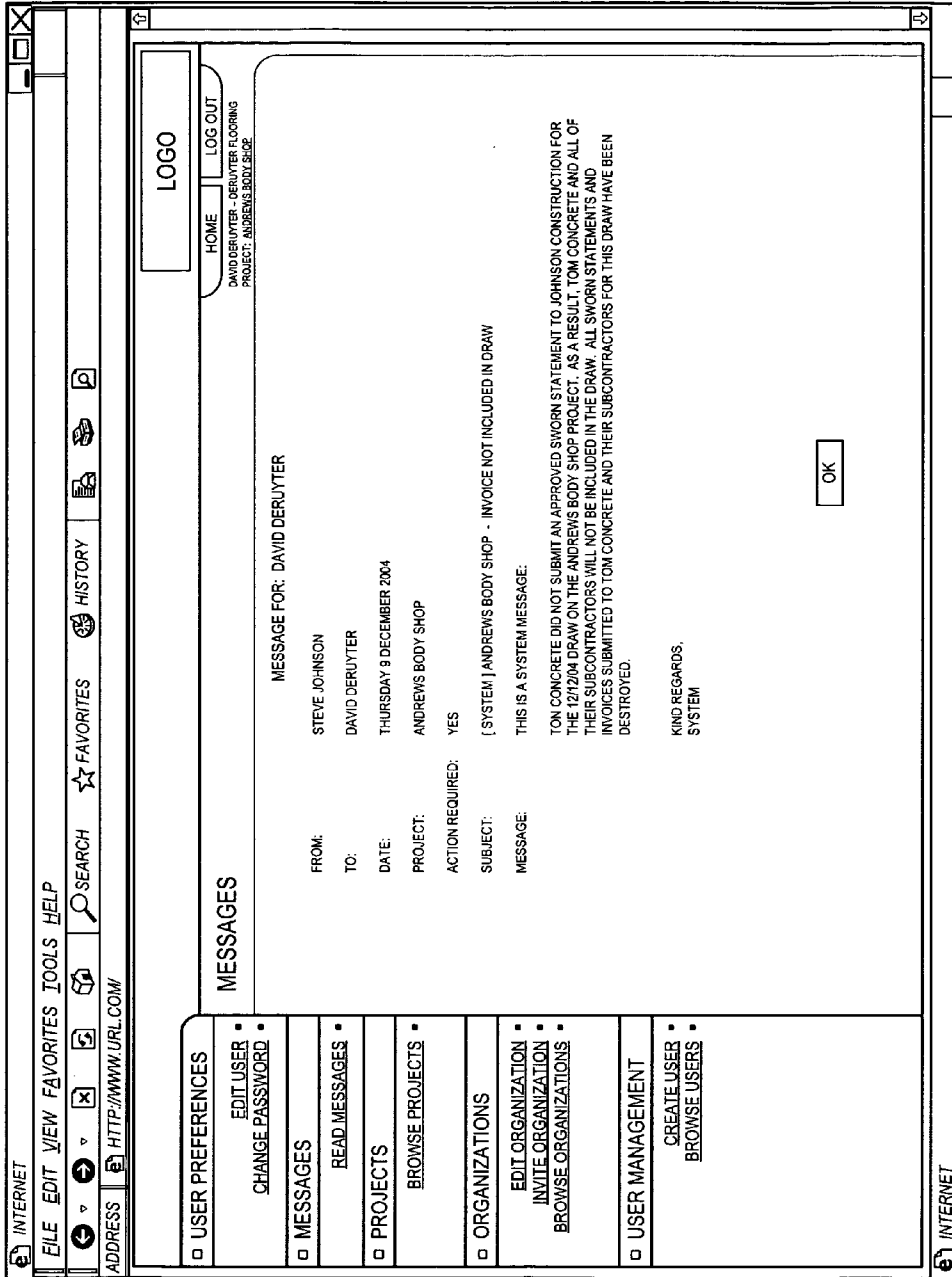 INTERNET
FILE EDIT VIEW FAVORITES TOOLS HELP
SEARCH FAVORITES HISTORY
ADDRESS HTTP://WWW.URL.COM/
LOGO
HOME LOG OUT
DAVID DERUYTER - DERUYTER FLOORING
PROJECT: ANDREWS BODY SHOP
USER PREFERENCES
EDIT USER
CHANGE PASSWORD
MESSAGES
READ MESSAGES
PROJECTS
BROWSE PROJECTS
ORGANIZATIONS
EDIT ORGANIZATION
INVITE ORGANIZATION
BROWSE ORGANIZATIONS
USER MANAGEMENT
CREATE USER
BROWSE USERS
MESSAGES
MESSAGE FOR: DAVID DERUYTER
FROM: STEVE JOHNSON
TO: DAVID DERUYTER
DATE: THURSDAY 9 DECEMBER 2004
PROJECT: ANDREWS BODY SHOP
ACTION REQUIRED: YES
SUBJECT: [ SYSTEM ] ANDREWS BODY SHOP - INVOICE NOT INCLUDED IN DRAW
MESSAGE: THIS IS A SYSTEM MESSAGE:
TON CONCRETE DID NOT SUBMIT AN APPROVED SWORN STATEMENT TO JOHNSON CONSTRUCTION FOR
THE 12/12/04 DRAW ON THE ANDREWS BODY SHOP PROJECT. AS A RESULT, TOM CONCRETE AND ALL OF
THEIR SUBCONTRACTORS WILL NOT BE INCLUDED IN THE DRAW. ALL SWORN STATEMENTS AND
INVOICES SUBMITTED TO TOM CONCRETE AND THEIR SUBCONTRACTORS FOR THIS DRAW HAVE BEEN
DESTROYED.
KIND REGARDS,
SYSTEM
OK
INTERNET